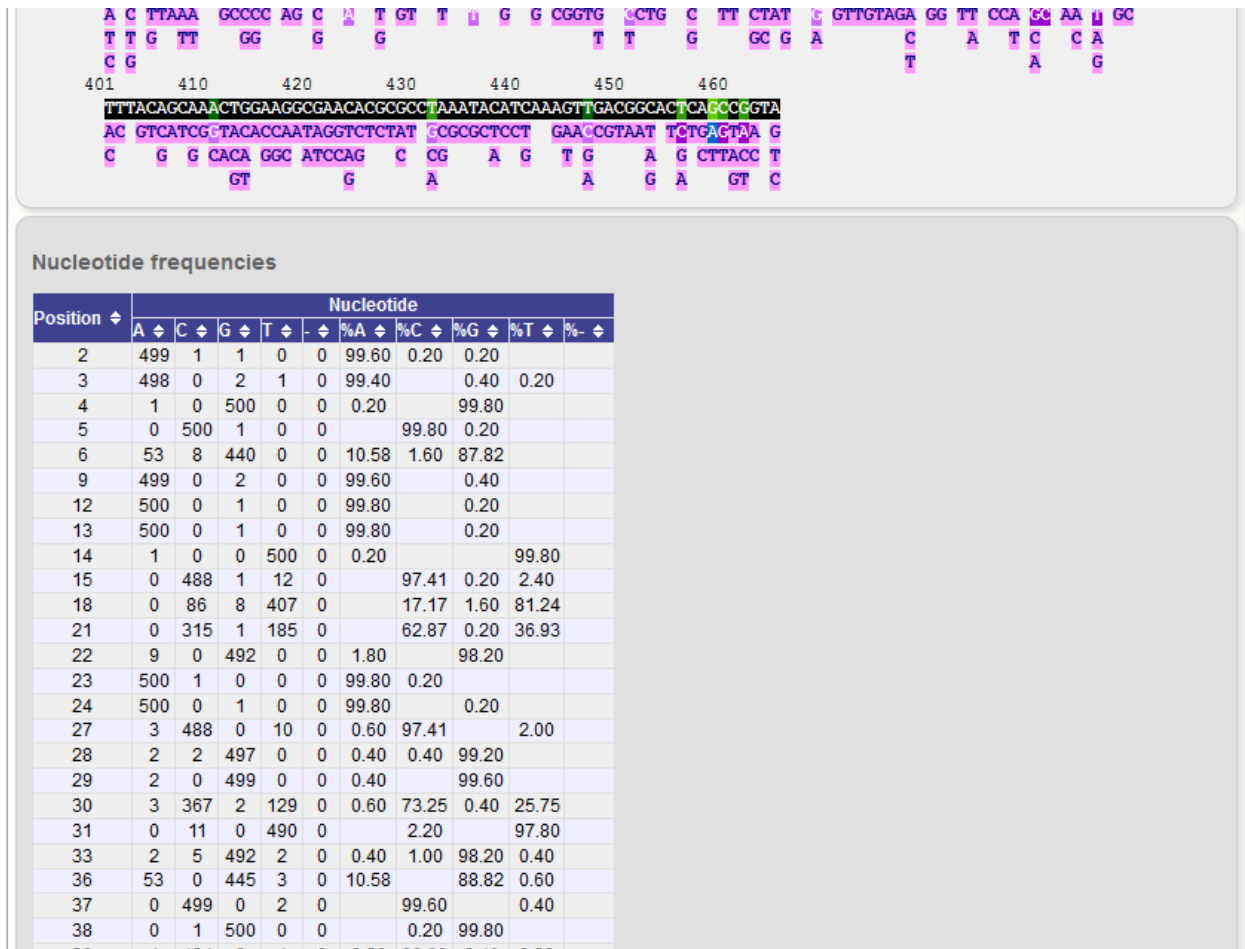 A C TTAAA GCCCC AG C A T GT T T G G CGGTG CCTG C TT CTAT G GTTGTAGA GG TT CCA GC AA T GC
T T G TT GG G G T T G GC G A C A T C C A
C G T A G
401 410 420 430 440 450 460
TTTACAGCAAACTGGAAGGCGAACACGCGCCTAAATACATCAAAGTTGACGGCACTCAGCCGGTA
AC GTCATCGGTACACCAATAGGTCTCTAT GCGCGCTCCT GAACCGTAAT TCTGAGTAA G
C G G CACA GGC ATCCAG C CG A G T G A G CTTACC T
GT G A A G A GT C
Nucleotide frequencies
Position Nucleotide
A C G T - %A %C %G %T %-
2 499 1 1 0 0 99.60 0.20 0.20
3 498 0 2 1 0 99.40 0.40 0.20
4 1 0 500 0 0 0.20 99.80
5 0 500 1 0 0 99.80 0.20
6 53 8 440 0 0 10.58 1.60 87.82
9 499 0 2 0 0 99.60 0.40
12 500 0 1 0 0 99.80 0.20
13 500 0 1 0 0 99.80 0.20
14 1 0 0 500 0 0.20 99.80
15 0 488 1 12 0 97.41 0.20 2.40
18 0 86 8 407 0 17.17 1.60 81.24
21 0 315 1 185 0 62.87 0.20 36.93
22 9 0 492 0 0 1.80 98.20
23 500 1 0 0 0 99.80 0.20
24 500 0 1 0 0 99.80 0.20
27 3 488 0 10 0 0.60 97.41 2.00
28 2 2 497 0 0 0.40 0.40 99.20
29 2 0 499 0 0 0.40 99.60
30 3 367 2 129 0 0.60 73.25 0.40 25.75
31 0 11 0 490 0 2.20 97.80
33 2 5 492 2 0 0.40 1.00 98.20 0.40
36 53 0 445 3 0 10.58 88.82 0.60
37 0 499 0 2 0 99.60 0.40
38 0 1 500 0 0 0.20 99.80